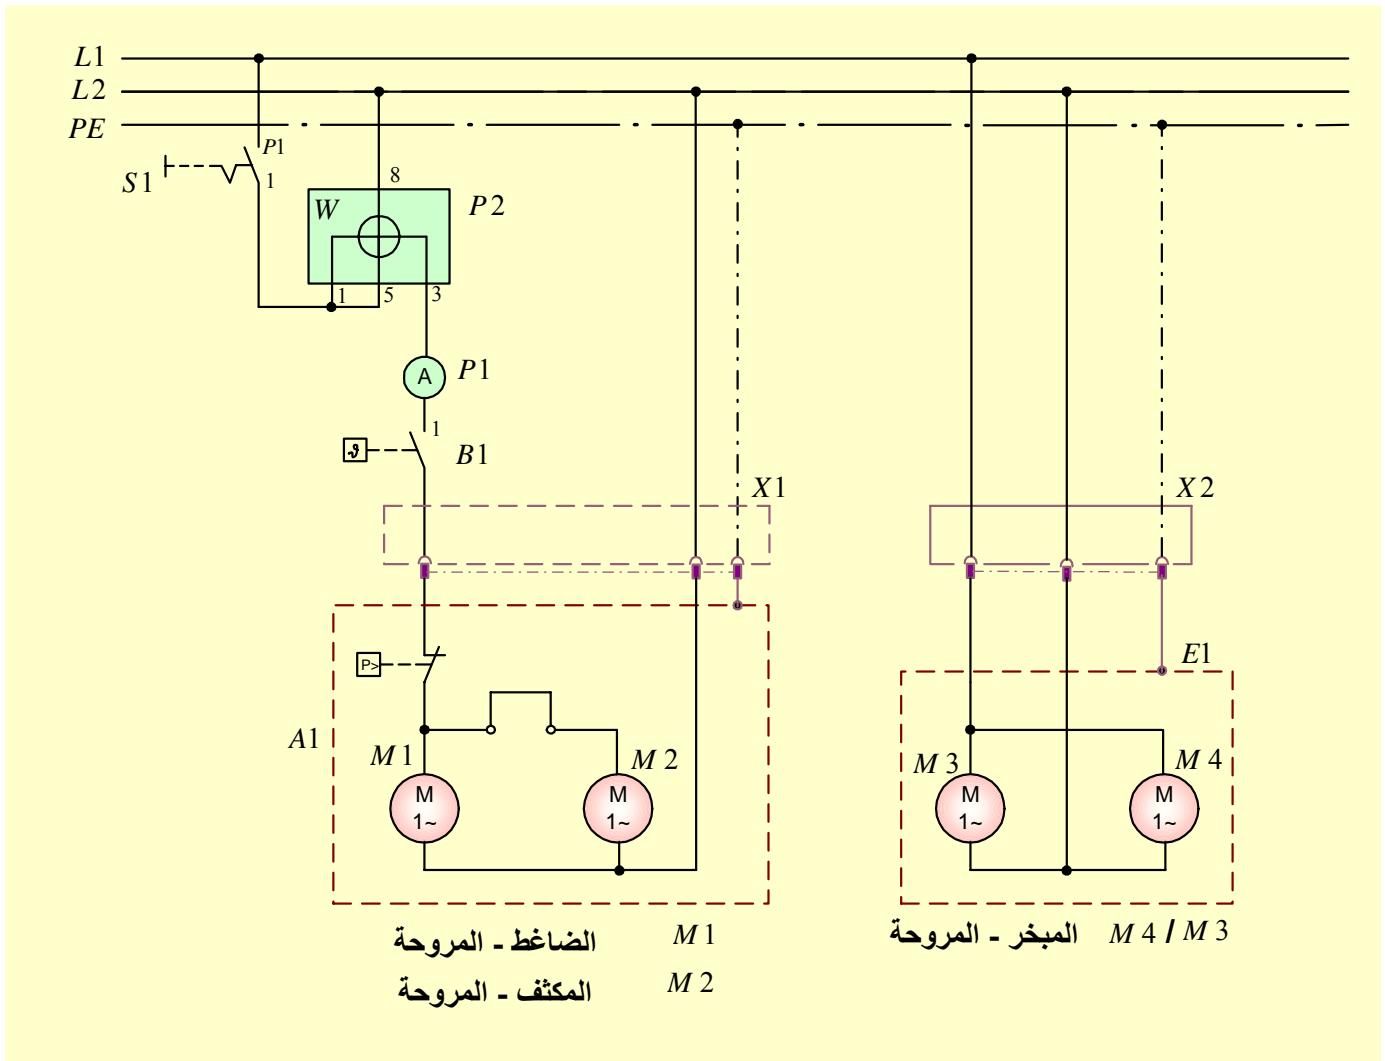 L1
L2
PE
P1
S1
1
8
W
P2
1 5 3
A
P1
1
ϑ
B1
X1
X2
P>
E1
A1
M1
M2
M3
M4
M
1~
M
1~
M
1~
M
1~
الضاغط - المروحة M1
المكثف - المروحة M2
المبخر - المروحة M4 / M3